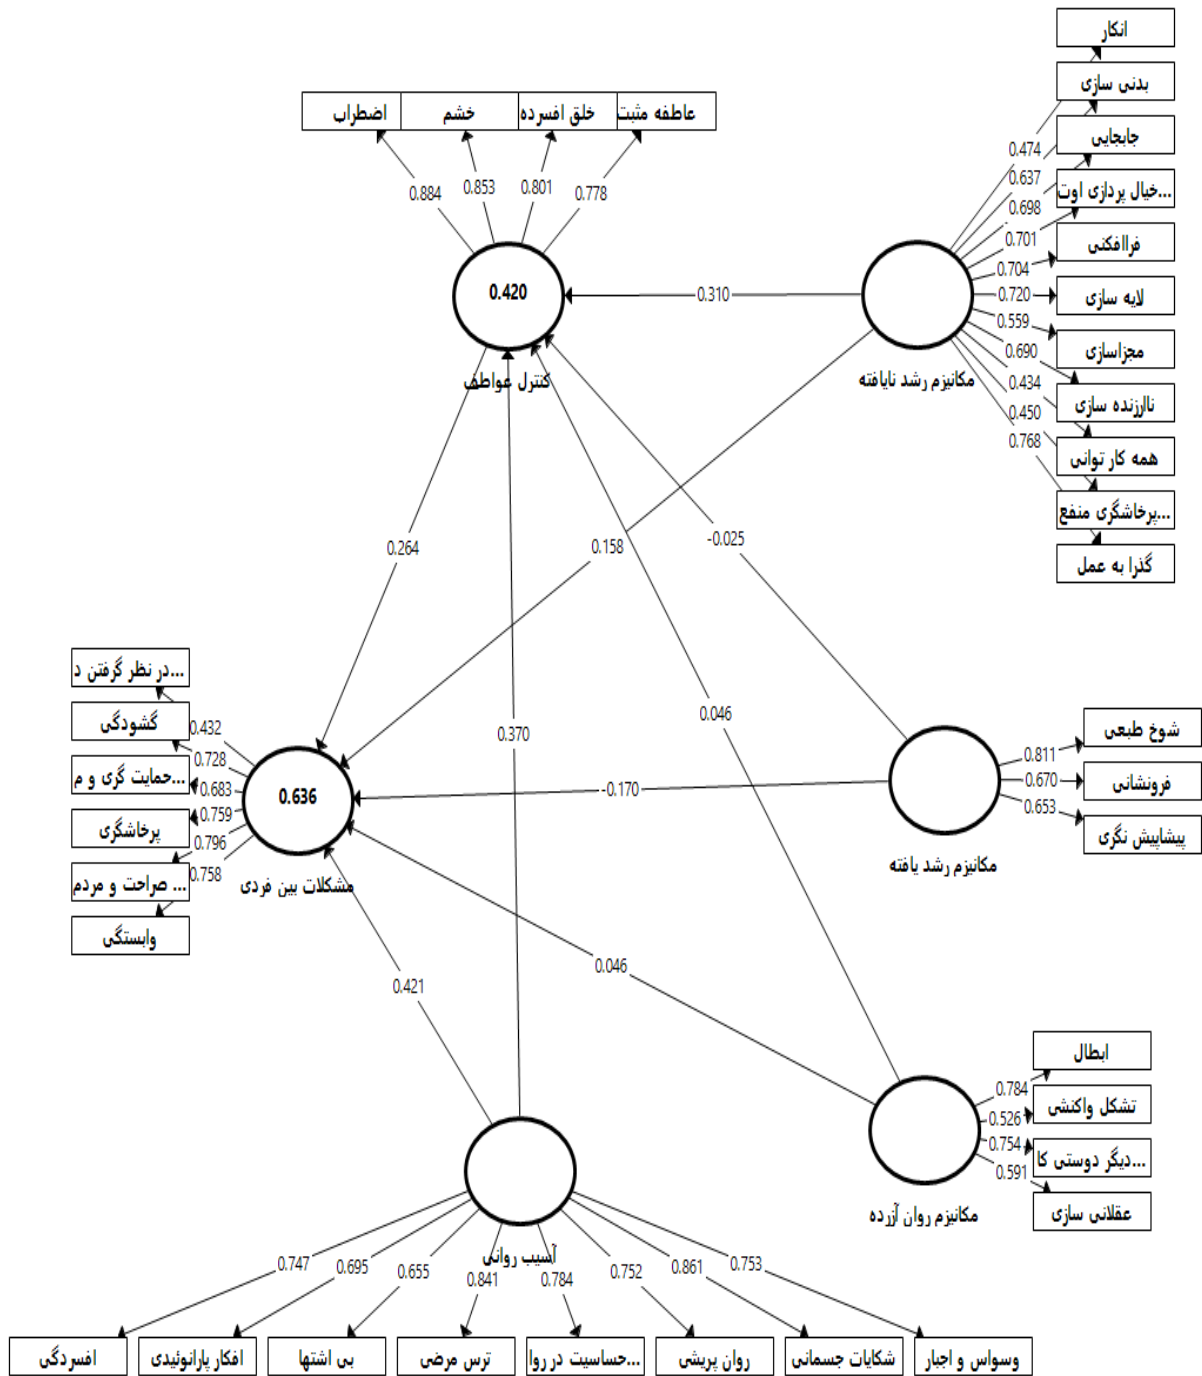 انکار
بدنی سازی
جابجایی
خیال پردازی اوت...
فراافکنی
لایه سازی
مجزاسازی
ناارزنده سازی
همه کار توانی
پرخاشگری منفع...
گذرا به عمل
0.474
0.637
0.698
0.701
0.704
0.720
0.559
0.690
0.434
0.450
0.768
مکانیزم رشد نایافته
اضطراب
خشم
خلق افسرده
عاطفه مثبت
0.884
0.853
0.801
0.778
0.420
کنترل عواطف
0.310
0.264
0.158
-0.025
0.046
0.370
در نظر گرفتن د...
گشودگی
حمایت گری و م...
پرخاشگری
صراحت و مردم ...
وابستگی
0.432
0.728
0.683
0.759
0.796
0.758
0.636
مشکلات بین فردی
-0.170
شوخ طبعی
فرونشانی
پیشاپیش نگری
0.811
0.670
0.653
مکانیزم رشد یافته
0.046
0.421
ابطال
تشکل واکنشی
دیگر دوستی کا...
عقلانی سازی
0.784
0.526
0.754
0.591
مکانیزم روان آزرده
آسیب روانی
0.747
0.695
0.655
0.841
0.784
0.752
0.861
0.753
افسردگی
افکار پارانوئیدی
بی اشتها
ترس مرضی
حساسیت در روا...
روان پریشی
شکایات جسمانی
وسواس و اجبار